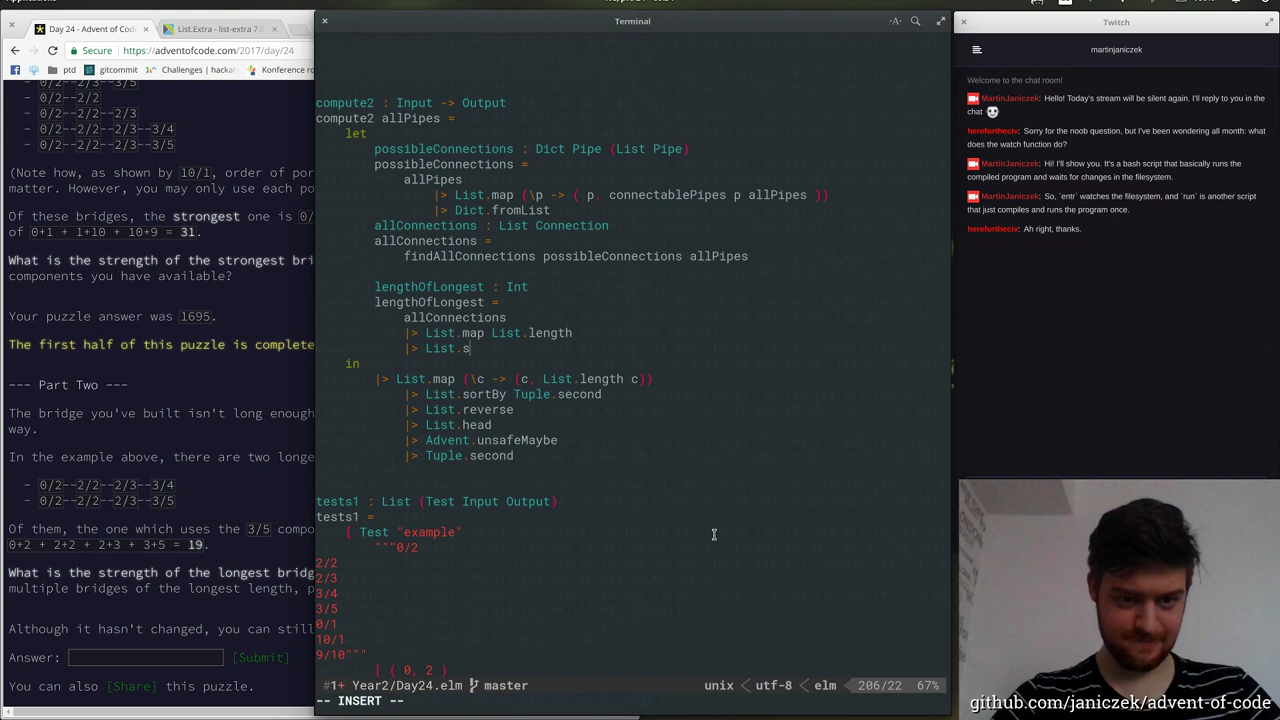 Applications
Day 24 - Advent of Cod
List.Extra - list-extra 7.0
Secure
https://adventofcode.com/2017/day/24
ptd
gitcommit
Challenges | hacka
Konference ro
- 0/2--2/3--3/5
- 0/2--2/2
- 0/2--2/2--2/3
- 0/2--2/2--2/3--3/4
- 0/2--2/2--2/3--3/5
(Note how, as shown by 10/1, order of por
matter. However, you may only use each po
Of these bridges, the strongest one is 0/
of 0+1 + 1+10 + 10+9 = 31.
What is the strength of the strongest bri
components you have available?
Your puzzle answer was 1695.
The first half of this puzzle is complete
--- Part Two ---
The bridge you've built isn't long enough
way.
In the example above, there are two longe
- 0/2--2/2--2/3--3/4
- 0/2--2/2--2/3--3/5
Of them, the one which uses the 3/5 compo
0+2 + 2+2 + 2+3 + 3+5 = 19.
What is the strength of the longest bridg
multiple bridges of the longest length, p
Although it hasn't changed, you can still
Answer: [Submit]
You can also [Share] this puzzle.
Terminal
-A-
compute2 : Input -> Output
compute2 allPipes =
let
possibleConnections : Dict Pipe (List Pipe)
possibleConnections =
allPipes
|> List.map (\p -> ( p, connectablePipes p allPipes ))
|> Dict.fromList
allConnections : List Connection
allConnections =
findAllConnections possibleConnections allPipes
lengthOfLongest : Int
lengthOfLongest =
allConnections
|> List.map List.length
|> List.s
in
|> List.map (\c -> (c, List.length c))
|> List.sortBy Tuple.second
|> List.reverse
|> List.head
|> Advent.unsafeMaybe
|> Tuple.second
tests1 : List (Test Input Output)
tests1 =
[ Test "example"
"""0/2
2/2
2/3
3/4
3/5
0/1
10/1
9/10"""
[ ( 0, 2 )
#1+ Year2/Day24.elm master
unix < utf-8 < elm
206/22 67%
-- INSERT --
Twitch
martinjaniczek
Welcome to the chat room!
MartinJaniczek: Hello! Today's stream will be silent again. I'll reply to you in the
chat
herefortheciv: Sorry for the noob question, but I've been wondering all month: what
does the watch function do?
MartinJaniczek: Hi! I'll show you. It's a bash script that basically runs the
compiled program and waits for changes in the filesystem.
MartinJaniczek: So, `entr` watches the filesystem, and `run` is another script
that just compiles and runs the program once.
herefortheciv: Ah right, thanks.
github.com/janiczek/advent-of-code